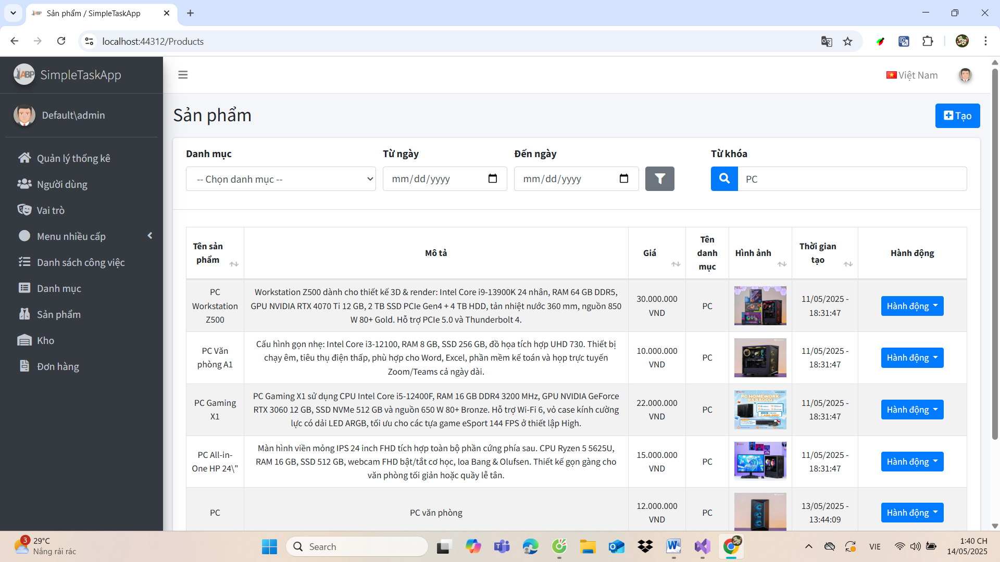 Sản phẩm / SimpleTaskApp
localhost:44312/Products
ABP SimpleTaskApp
Việt Nam
Default\admin
Sản phẩm
Tạo
Quản lý thống kê
Người dùng
Vai trò
Menu nhiều cấp
Danh sách công việc
Danh mục
Sản phẩm
Kho
Đơn hàng
Danh mục
Từ ngày
Đến ngày
Từ khóa
-- Chọn danh mục --
mm/dd/yyyy
mm/dd/yyyy
PC
Tên sản
phẩm
Mô tả
Giá
Tên
danh
mục
Hình ảnh
Thời gian
tạo
Hành động
PC
Workstation
Z500
Workstation Z500 dành cho thiết kế 3D & render: Intel Core i9-13900K 24 nhân, RAM 64 GB DDR5,
GPU NVIDIA RTX 4070 Ti 12 GB, 2 TB SSD PCIe Gen4 + 4 TB HDD, tản nhiệt nước 360 mm, nguồn 850
W 80+ Gold. Hỗ trợ PCIe 5.0 và Thunderbolt 4.
30.000.000
VND
PC
11/05/2025 -
18:31:47
Hành động
PC Văn
phòng A1
Cấu hình gọn nhẹ: Intel Core i3-12100, RAM 8 GB, SSD 256 GB, đồ họa tích hợp UHD 730. Thiết bị
chạy êm, tiêu thụ điện thấp, phù hợp cho Word, Excel, phần mềm kế toán và họp trực tuyến
Zoom/Teams cả ngày dài.
10.000.000
VND
PC
11/05/2025 -
18:31:47
Hành động
PC Gaming
X1
PC Gaming X1 sử dụng CPU Intel Core i5-12400F, RAM 16 GB DDR4 3200 MHz, GPU NVIDIA GeForce
RTX 3060 12 GB, SSD NVMe 512 GB và nguồn 650 W 80+ Bronze. Hỗ trợ Wi-Fi 6, vỏ case kính cường
lực có dải LED ARGB, tối ưu cho các tựa game eSport 144 FPS ở thiết lập High.
22.000.000
VND
PC
PC HOMEWORK
R5 5600G
11/05/2025 -
18:31:47
Hành động
PC All-in-
One HP 24\"
Màn hình viền mỏng IPS 24 inch FHD tích hợp toàn bộ phần cứng phía sau. CPU Ryzen 5 5625U,
RAM 16 GB, SSD 512 GB, webcam FHD bật/tắt cơ học, loa Bang & Olufsen. Thiết kế gọn gàng cho
văn phòng tối giản hoặc quầy lễ tân.
15.000.000
VND
PC
11/05/2025 -
18:31:47
Hành động
PC
PC văn phòng
12.000.000
VND
PC
13/05/2025 -
13:44:09
Hành động
3
29°C
Nắng rải rác
Search
VIE
1:40 CH
14/05/2025